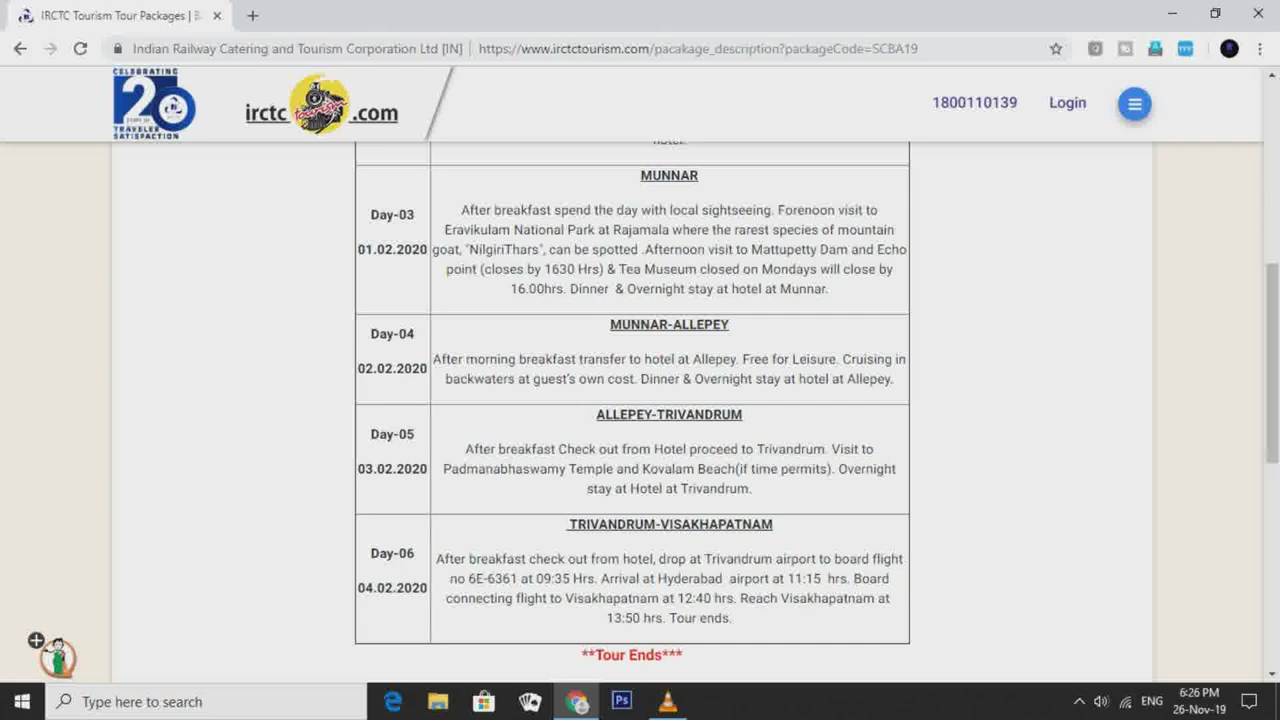 IRCTC Tourism Tour Packages |
Indian Railway Catering and Tourism Corporation Ltd [IN] | https://www.irctctourism.com/pacakage_description?packageCode=SCBA19
CELEBRATING
20
TRAVELER
SATISFACTION
irctc tourism .com
1800110139 Login
hotel.
Day-03
01.02.2020
MUNNAR
After breakfast spend the day with local sightseeing. Forenoon visit to
Eravikulam National Park at Rajamala where the rarest species of mountain
goat, "NilgiriThars", can be spotted .Afternoon visit to Mattupetty Dam and Echo
point (closes by 1630 Hrs) & Tea Museum closed on Mondays will close by
16.00hrs. Dinner & Overnight stay at hotel at Munnar.
Day-04
02.02.2020
MUNNAR-ALLEPEY
After morning breakfast transfer to hotel at Allepey. Free for Leisure. Cruising in
backwaters at guest's own cost. Dinner & Overnight stay at hotel at Allepey.
Day-05
03.02.2020
ALLEPEY-TRIVANDRUM
After breakfast Check out from Hotel proceed to Trivandrum. Visit to
Padmanabhaswamy Temple and Kovalam Beach(if time permits). Overnight
stay at Hotel at Trivandrum.
Day-06
04.02.2020
TRIVANDRUM-VISAKHAPATNAM
After breakfast check out from hotel, drop at Trivandrum airport to board flight
no 6E-6361 at 09:35 Hrs. Arrival at Hyderabad airport at 11:15 hrs. Board
connecting flight to Visakhapatnam at 12:40 hrs. Reach Visakhapatnam at
13:50 hrs. Tour ends.
**Tour Ends***
Type here to search
Ps
ENG
6:26 PM
26-Nov-19